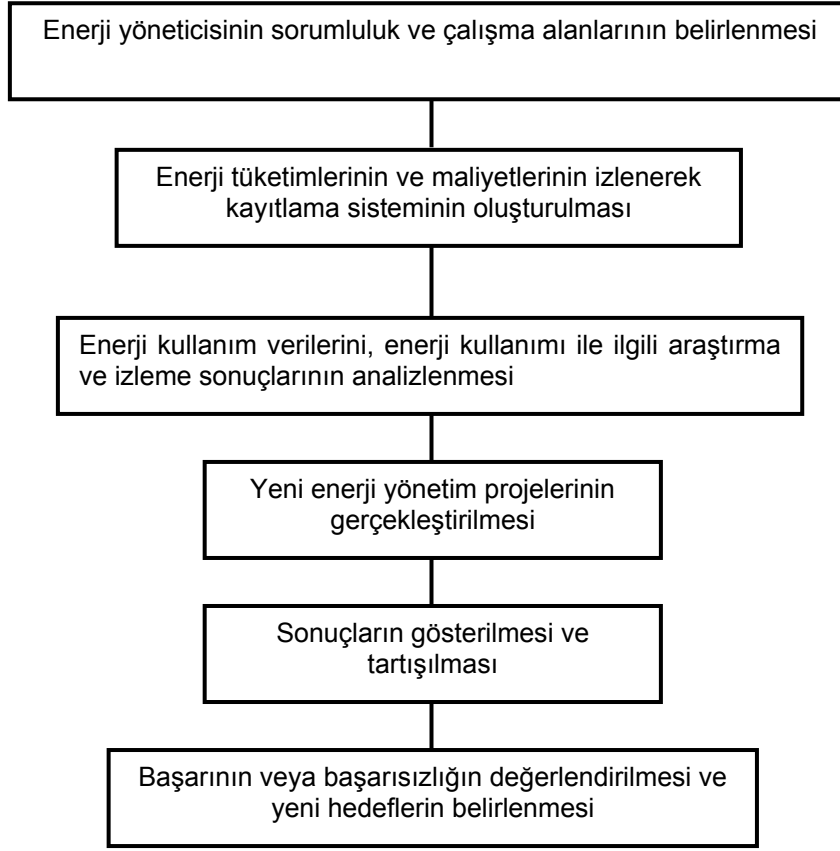 Enerji yöneticisinin sorumluluk ve çalışma alanlarının belirlenmesi
Enerji tüketimlerinin ve maliyetlerinin izlenerek
kayıtlama sisteminin oluşturulması
Enerji kullanım verilerini, enerji kullanımı ile ilgili araştırma
ve izleme sonuçlarının analizlenmesi
Yeni enerji yönetim projelerinin
gerçekleştirilmesi
Sonuçların gösterilmesi ve
tartışılması
Başarının veya başarısızlığın değerlendirilmesi ve
yeni hedeflerin belirlenmesi